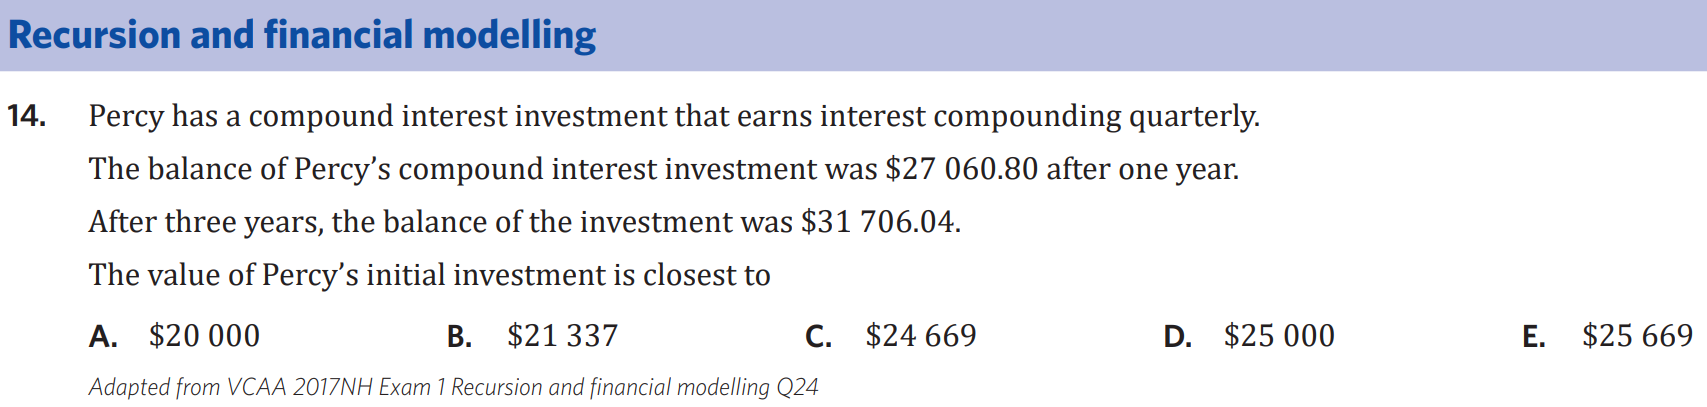 Recursion and financial modelling
14. Percy has a compound interest investment that earns interest compounding quarterly.
The balance of Percy’s compound interest investment was $27 060.80 after one year.
After three years, the balance of the investment was $31 706.04.
The value of Percy’s initial investment is closest to
A. $20 000 B. $21 337 C. $24 669 D. $25 000 E. $25 669
Adapted from VCAA 2017NH Exam 1 Recursion and financial modelling Q24